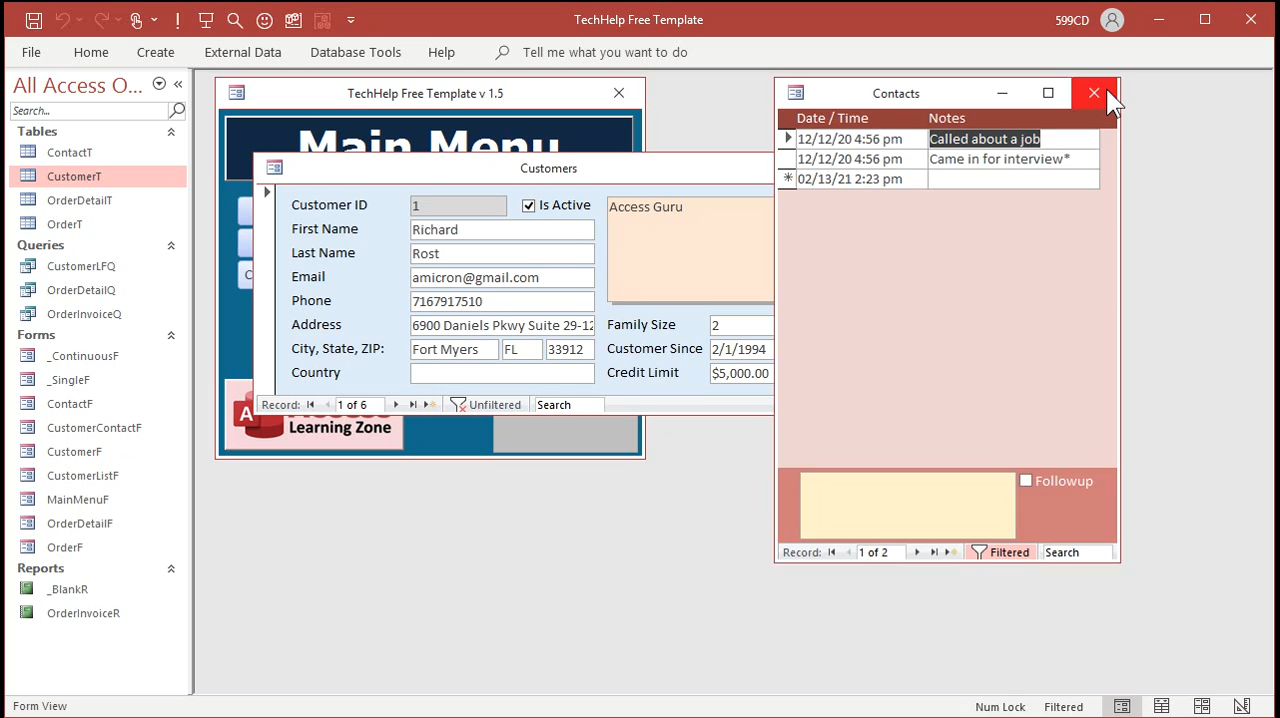 TechHelp Free Template
599CD
File Home Create External Data Database Tools Help Tell me what you want to do
All Access O...
Search...
Tables
ContactT
CustomerT
OrderDetailT
OrderT
Queries
CustomerLFQ
OrderDetailQ
OrderInvoiceQ
Forms
_ContinuousF
_SingleF
ContactF
CustomerContactF
CustomerF
CustomerListF
MainMenuF
OrderDetailF
OrderF
Reports
_BlankR
OrderInvoiceR
TechHelp Free Template v 1.5
Main Menu
C
A
Learning Zone
Customers
Customer ID 1 Is Active
First Name Richard
Last Name Rost
Email amicron@gmail.com
Phone 7167917510
Address 6900 Daniels Pkwy Suite 29-12
City, State, ZIP: Fort Myers FL 33912
Country
Access Guru
Family Size 2
Customer Since 2/1/1994
Credit Limit $5,000.00
Record: 1 of 6 Unfiltered Search
Contacts
Date / Time Notes
12/12/20 4:56 pm Called about a job
12/12/20 4:56 pm Came in for interview*
* 02/13/21 2:23 pm
Followup
Record: 1 of 2 Filtered Search
Form View
Num Lock Filtered